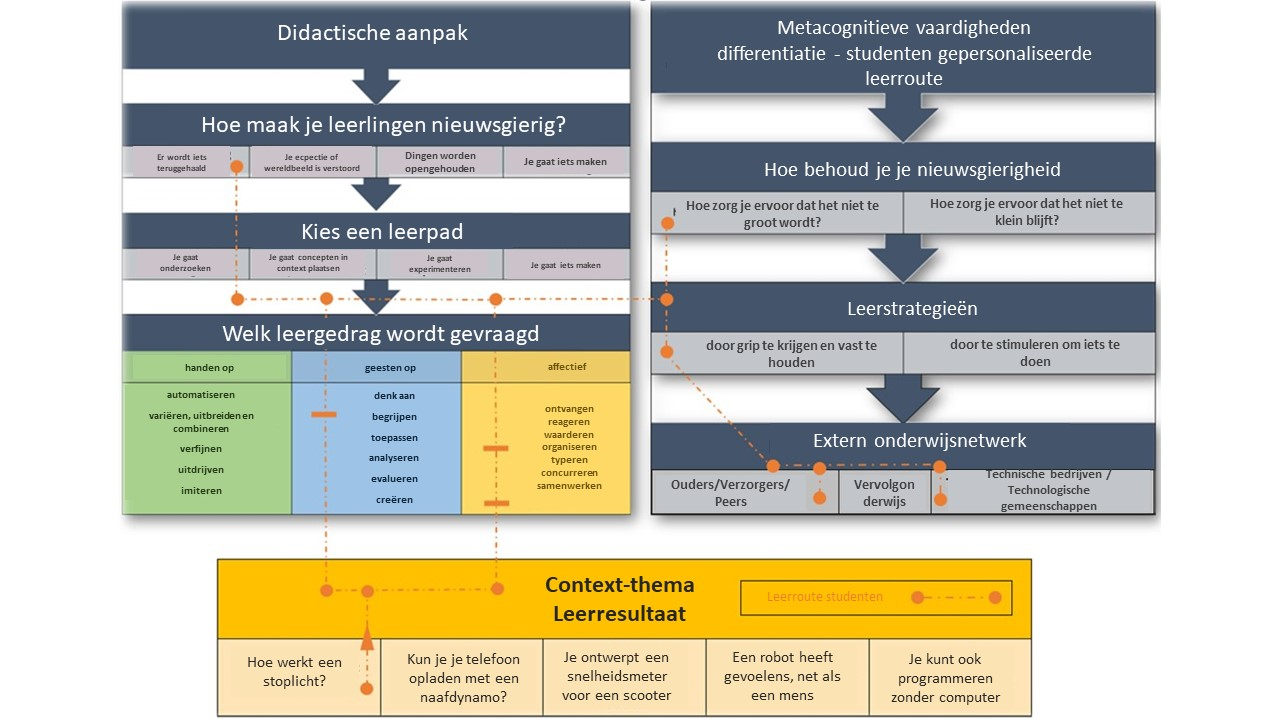 Didactische aanpak
Hoe maak je leerlingen nieuwsgierig?
Er wordt iets
teruggehaald
Je ecpectie of
wereldbeeld is verstoord
Dingen worden
opengehouden
Je gaat iets maken
Kies een leerpad
Je gaat
onderzoeken
Je gaat concepten in
context plaatsen
Je gaat
experimenteren
Je gaat iets maken
Welk leergedrag wordt gevraagd
handen op
geesten op
affectief
automatiseren
variëren, uitbreiden en
combineren
verfijnen
uitdrijven
imiteren
denk aan
begrijpen
toepassen
analyseren
evalueren
creëren
ontvangen
reageren
waarderen
organiseren
typeren
concurreren
samenwerken
Metacognitieve vaardigheden
differentiatie - studenten gepersonaliseerde
leerroute
Hoe behoud je je nieuwsgierigheid
Hoe zorg je ervoor dat het niet te
groot wordt?
Hoe zorg je ervoor dat het niet te
klein blijft?
Leerstrategieën
door grip te krijgen en vast te
houden
door te stimuleren om iets te
doen
Extern onderwijsnetwerk
Ouders/Verzorgers/
Peers
Vervolgon
derwijs
Technische bedrijven /
Technologische
gemeenschappen
Context-thema
Leerresultaat
Leerroute studenten
Hoe werkt een
stoplicht?
Kun je je telefoon
opladen met een
naafdynamo?
Je ontwerpt een
snelheidsmeter
voor een scooter
Een robot heeft
gevoelens, net als
een mens
Je kunt ook
programmeren
zonder computer